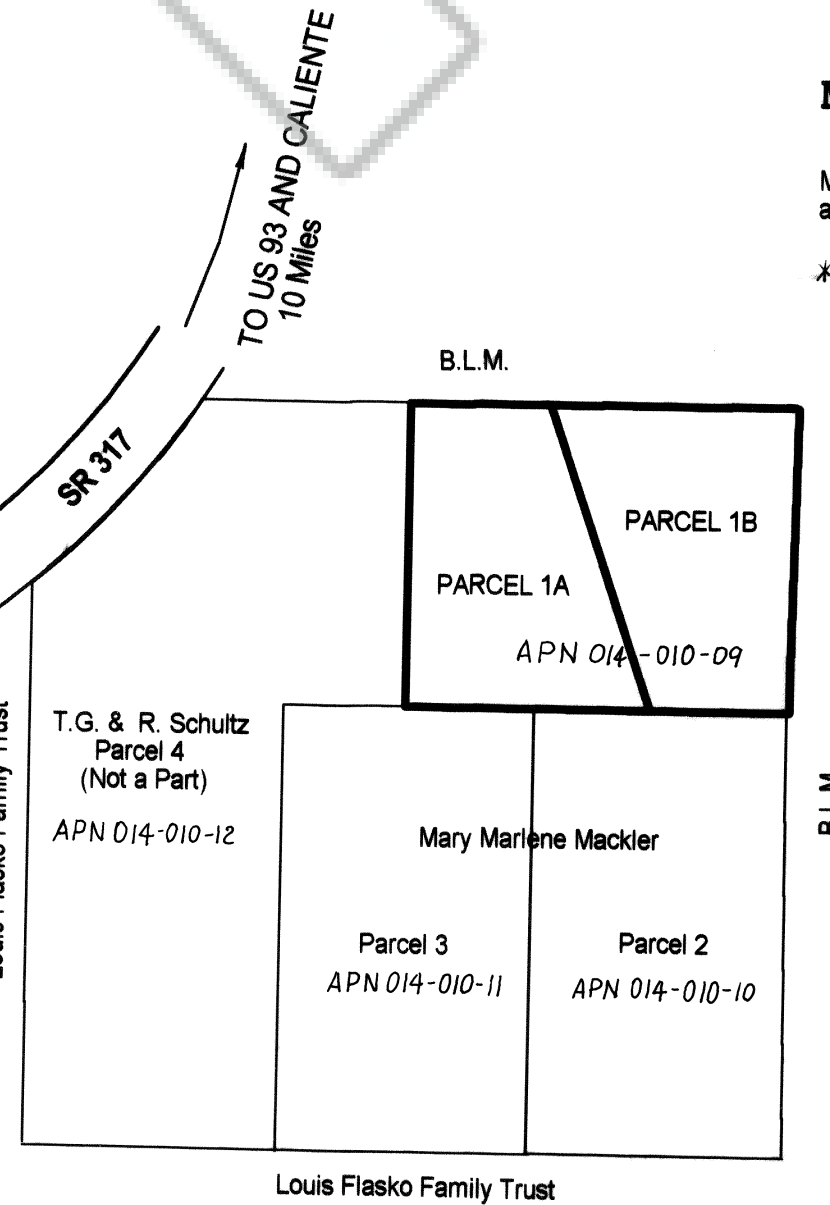 TO US 93 AND CALIENTE
10 Miles
B.L.M.
SR 317
PARCEL 1B
PARCEL 1A
APN 014-010-09
T.G. & R. Schultz
Parcel 4
(Not a Part)
APN 014-010-12
Mary Marlene Mackler
Parcel 3
APN 014-010-11
Parcel 2
APN 014-010-10
Louis Flasko Family Trust